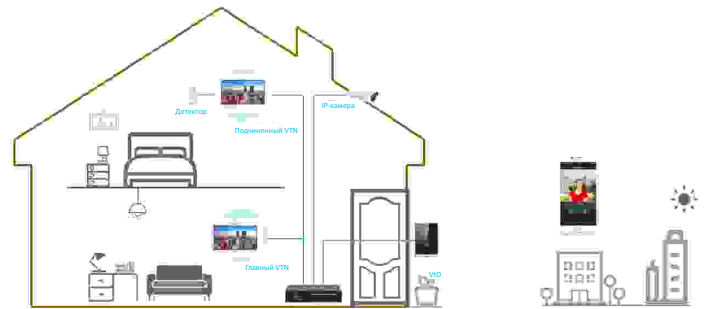 Детектор
IP-камера
Подчиненный VTN
Главный VTN
VtO